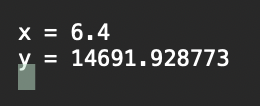 x = 6.4
y = 14691.928773